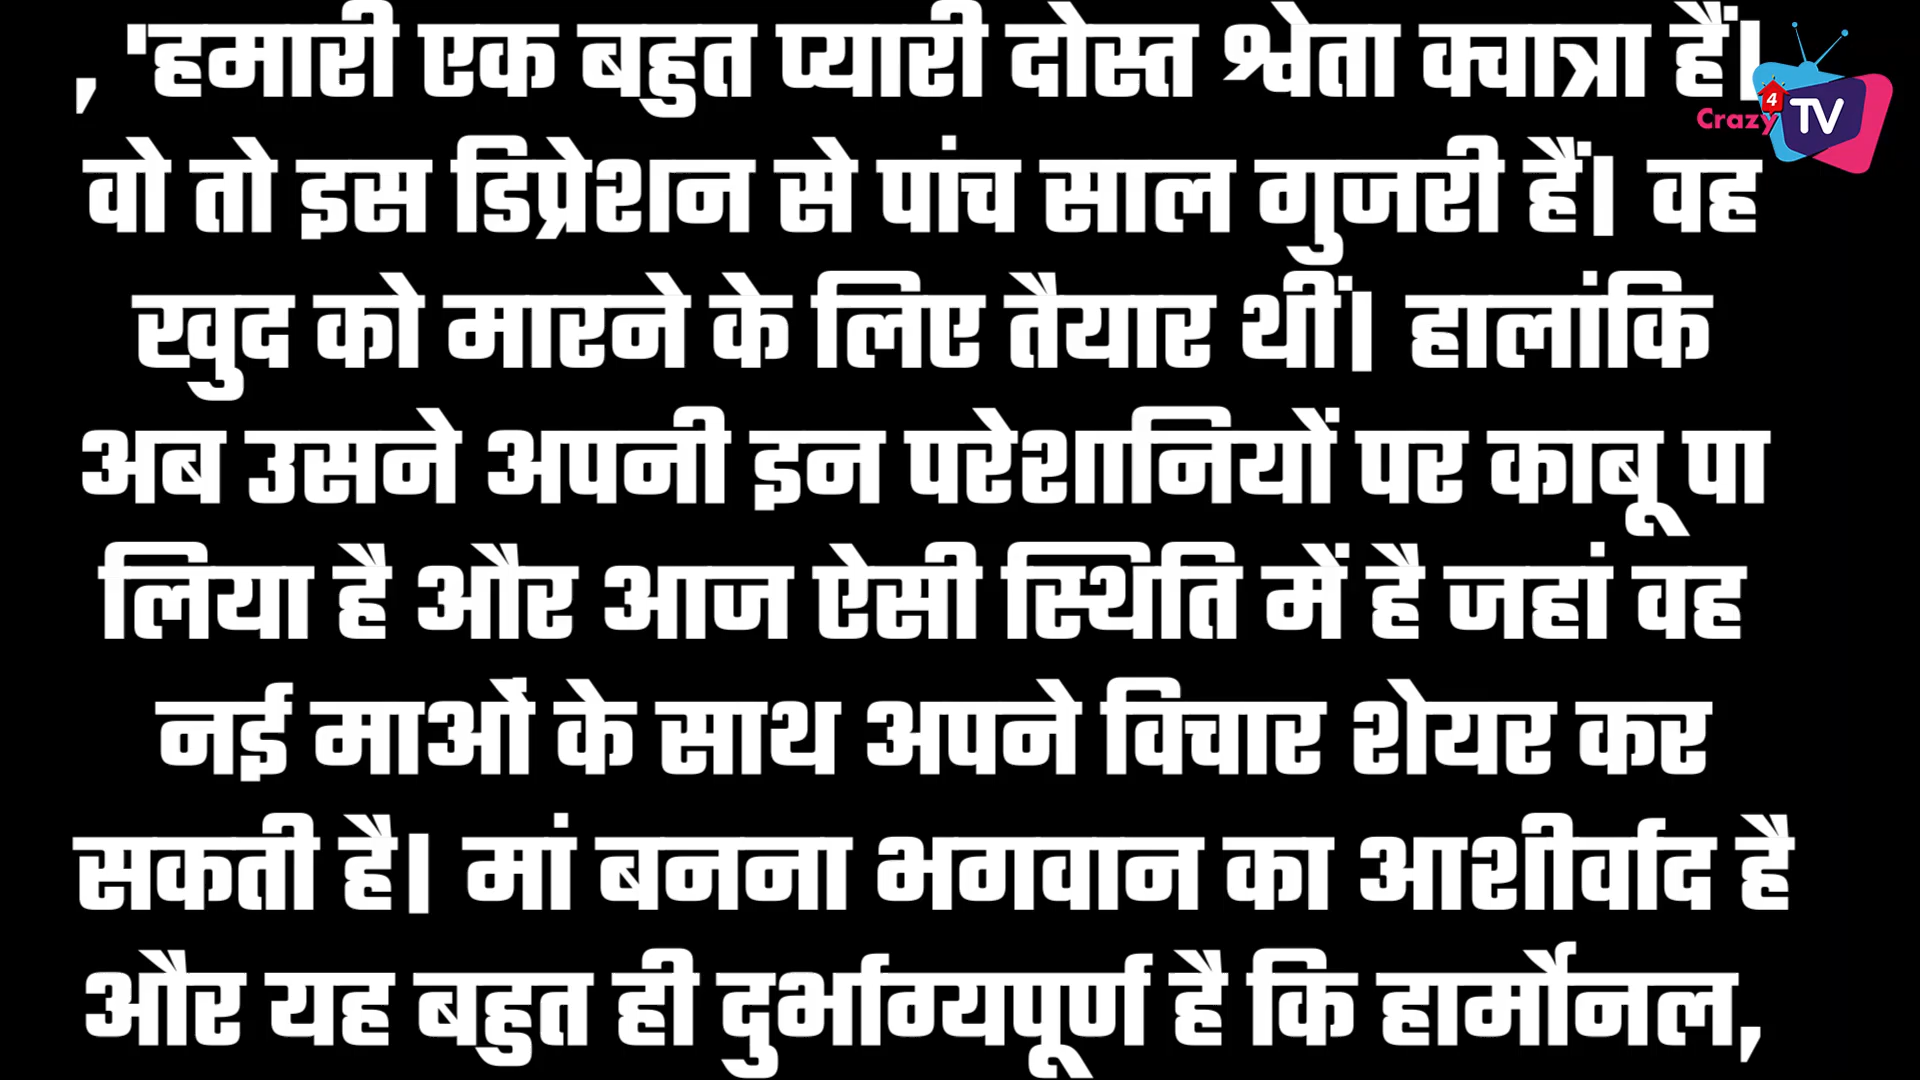 , 'हमारी एक बहुत प्यारी दोस्त श्वेता क्वात्रा हैं।
वो तो इस डिप्रेशन से पांच साल गुजरी हैं। वह
खुद को मारने के लिए तैयार थीं। हालांकि
अब उसने अपनी इन परेशानियों पर काबू पा
लिया है और आज ऐसी स्थिति में है जहां वह
नई माओं के साथ अपने विचार शेयर कर
सकती है। मां बनना भगवान का आशीर्वाद है
और यह बहुत ही दुर्भाग्यपूर्ण है कि हार्मोनल,
Crazy 4 TV